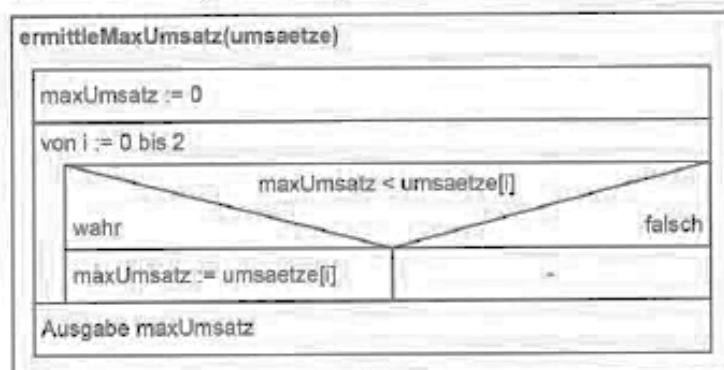 ermittleMaxUmsatz(umsaetze)
maxUmsatz := 0
von i := 0 bis 2
maxUmsatz < umsaetze[i]
wahr
falsch
maxUmsatz := umsaetze[i]
-
Ausgabe maxUmsatz